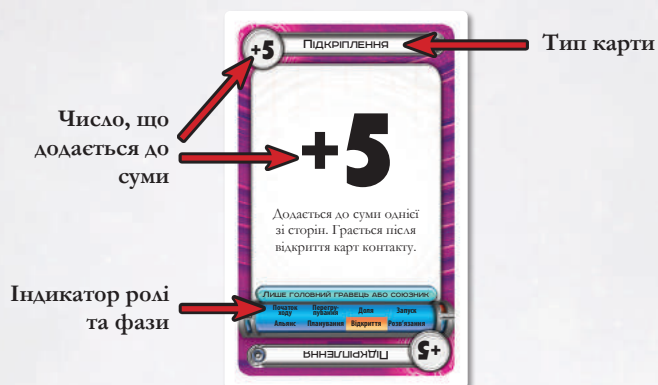 +5
Підкріплення
Тип карти
Число, що
додається до
суми
+5
Додається до суми однієї
зі сторін. Грається після
відкриття карт контакту.
Індикатор ролі
та фази
Лише головний гравець або союзник
Початок ходу Перегру-лування Доля Запуск
Альянс Планування Відкриття Розв'язання
Підкріплення
+5